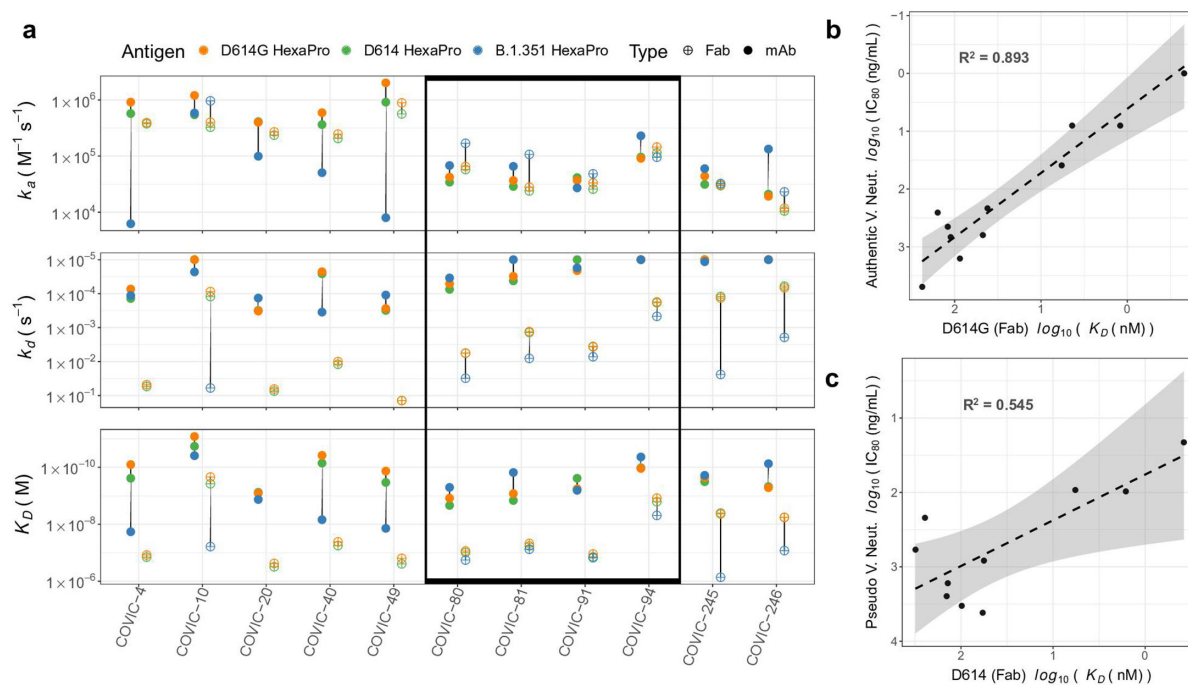 a
Antigen D614G HexaPro D614 HexaPro B.1.351 HexaPro Type Fab mAb
k_a ( M⁻¹ s⁻¹ )
1 × 10⁶
1 × 10⁵
1 × 10⁴
k_d ( s⁻¹ )
1 × 10⁻⁵
1 × 10⁻⁴
1 × 10⁻³
1 × 10⁻²
1 × 10⁻¹
K_D ( M )
1 × 10⁻¹⁰
1 × 10⁻⁸
1 × 10⁻⁶
COVIC-4
COVIC-10
COVIC-20
COVIC-40
COVIC-49
COVIC-80
COVIC-81
COVIC-91
COVIC-94
COVIC-245
COVIC-246
b
R² = 0.893
Authentic V. Neut. log₁₀ ( IC₈₀ (ng/mL))
−1
0
1
2
3
2 1 0
D614G (Fab) log₁₀ ( K_D ( nM) )
c
R² = 0.545
Pseudo V. Neut. log₁₀ ( IC₈₀ (ng/mL))
1
2
3
4
2 1 0
D614 (Fab) log₁₀ ( K_D ( nM) )